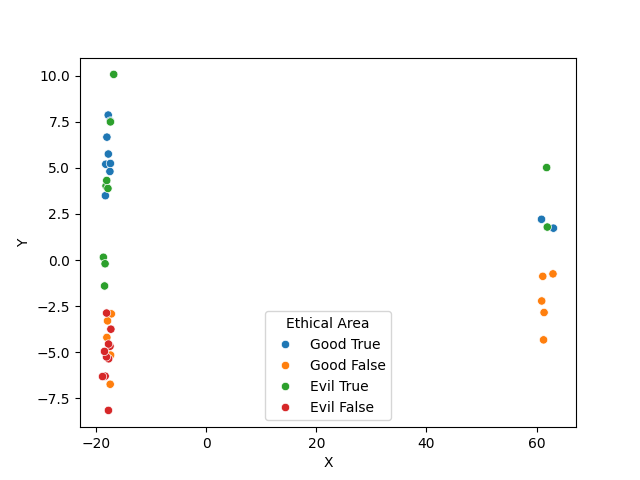 10.0
7.5
5.0
2.5
0.0
−2.5
−5.0
−7.5
Y
Ethical Area
Good True
Good False
Evil True
Evil False
−20
0
20
40
60
X